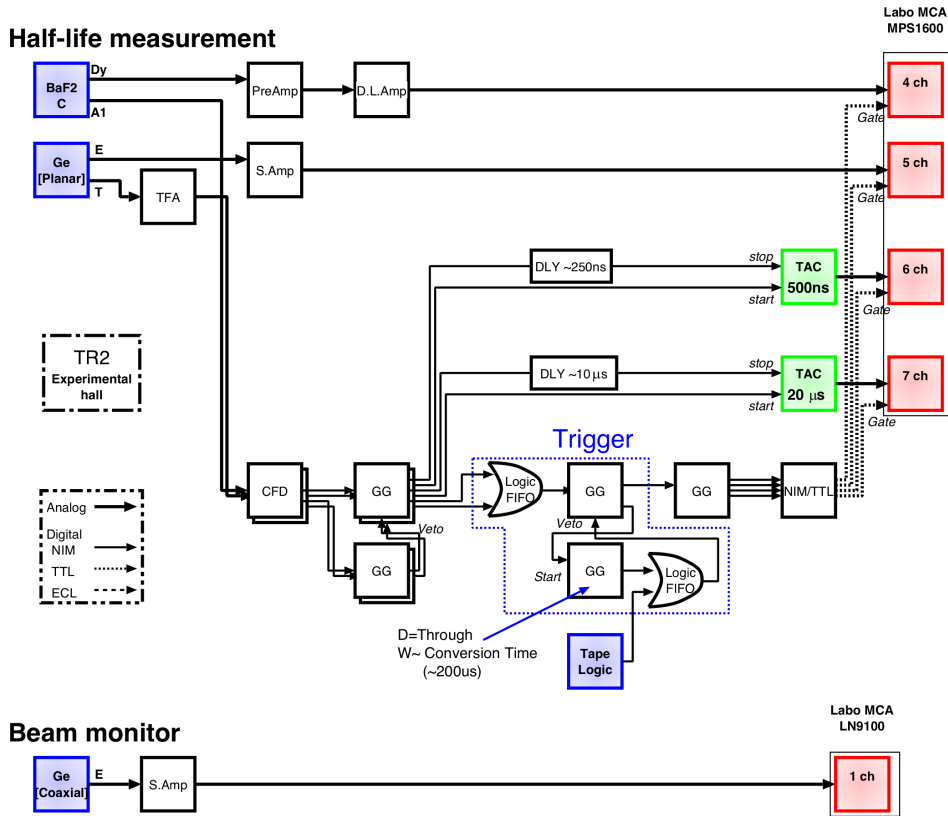 Labo MCA
MPS1600
Half-life measurement
BaF2
C
Dy
A1
PreAmp
D.L.Amp
4 ch
Gate
Ge
[Planar]
E
T
TFA
S.Amp
5 ch
Gate
DLY ~250ns
stop
start
TAC
500ns
6 ch
Gate
TR2
Experimental
hall
DLY ~10 μs
stop
start
TAC
20 μs
7 ch
Gate
Trigger
CFD
GG
Logic
FIFO
GG
GG
NIM/TTL
Veto
Veto
Analog
Digital
NIM
TTL
ECL
GG
Start
GG
Logic
FIFO
D=Through
W~ Conversion Time
(~200us)
Tape
Logic
Labo MCA
LN9100
Beam monitor
Ge
[Coaxial]
E
S.Amp
1 ch